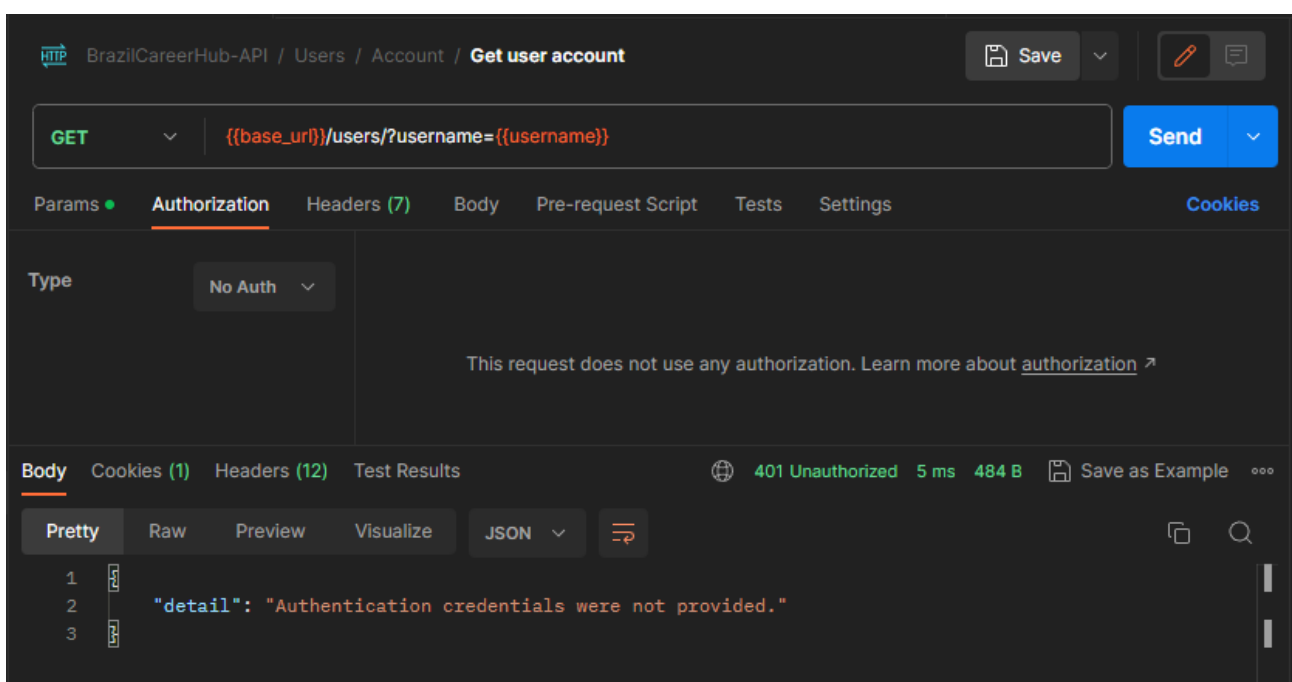 HTTP BrazilCareerHub-API / Users / Account / Get user account Save
GET {{base_url}}/users/?username={{username}} Send
Params Authorization Headers (7) Body Pre-request Script Tests Settings Cookies
Type No Auth
This request does not use any authorization. Learn more about authorization ↗
Body Cookies (1) Headers (12) Test Results 401 Unauthorized 5 ms 484 B Save as Example
Pretty Raw Preview Visualize JSON
1 {
2 "detail": "Authentication credentials were not provided."
3 }